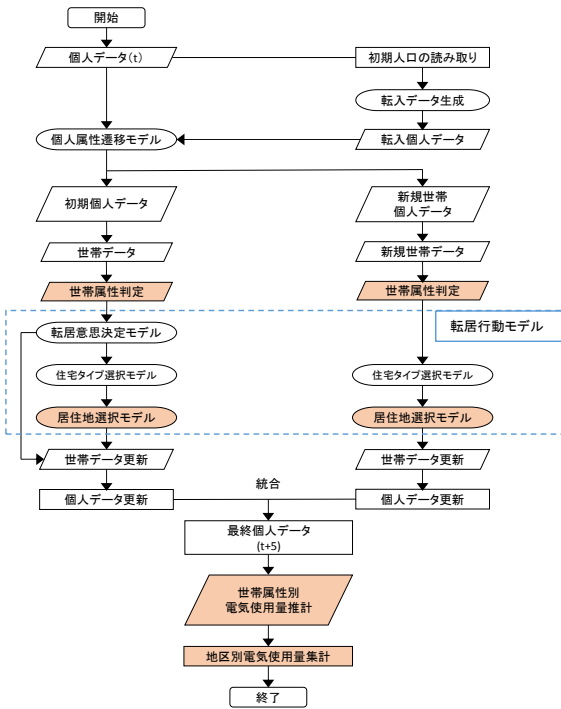 開始
個人データ(t)
初期人口の読み取り
転入データ生成
個人属性遷移モデル
転入個人データ
初期個人データ
新規世帯
個人データ
世帯データ
新規世帯データ
世帯属性判定
世帯属性判定
転居行動モデル
転居意思決定モデル
住宅タイプ選択モデル
住宅タイプ選択モデル
居住地選択モデル
居住地選択モデル
世帯データ更新
世帯データ更新
統合
個人データ更新
個人データ更新
最終個人データ
(t+5)
世帯属性別
電気使用量推計
地区別電気使用量集計
終了